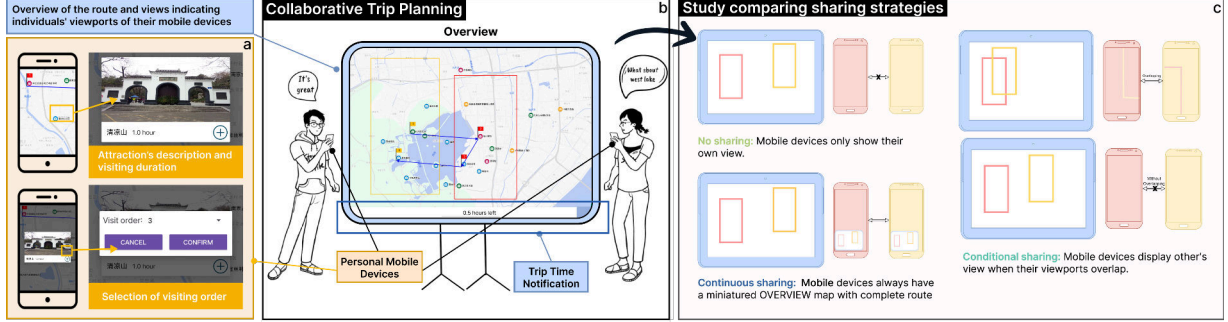 Overview of the route and views indicating
individuals' viewports of their mobile devices
a
清凉山 1.0 hour
Attraction's description and
visiting duration
Visit order: 3
CANCEL CONFIRM
清凉山 1.0 hour
Selection of visiting order
Collaborative Trip Planning
b
Overview
It's
great
What about
west lake
0.5 hours left
Personal Mobile
Devices
Trip Time
Notification
Study comparing sharing strategies
c
No sharing: Mobile devices only show their
own view.
Continuous sharing: Mobile devices always have
a miniatured OVERVIEW map with complete route
Overlapping
Without
Overlapping
Conditional sharing: Mobile devices display other's
view when their viewports overlap.